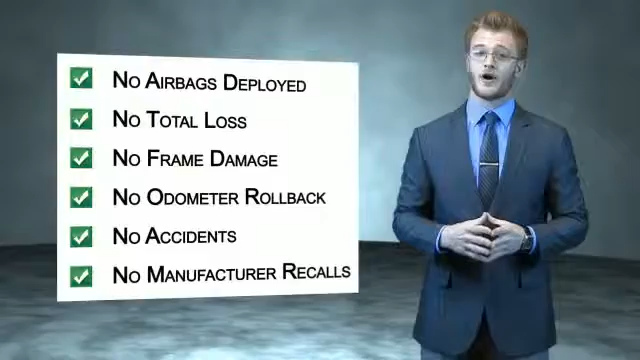 No Airbags Deployed
No Total Loss
No Frame Damage
No Odometer Rollback
No Accidents
No Manufacturer Recalls